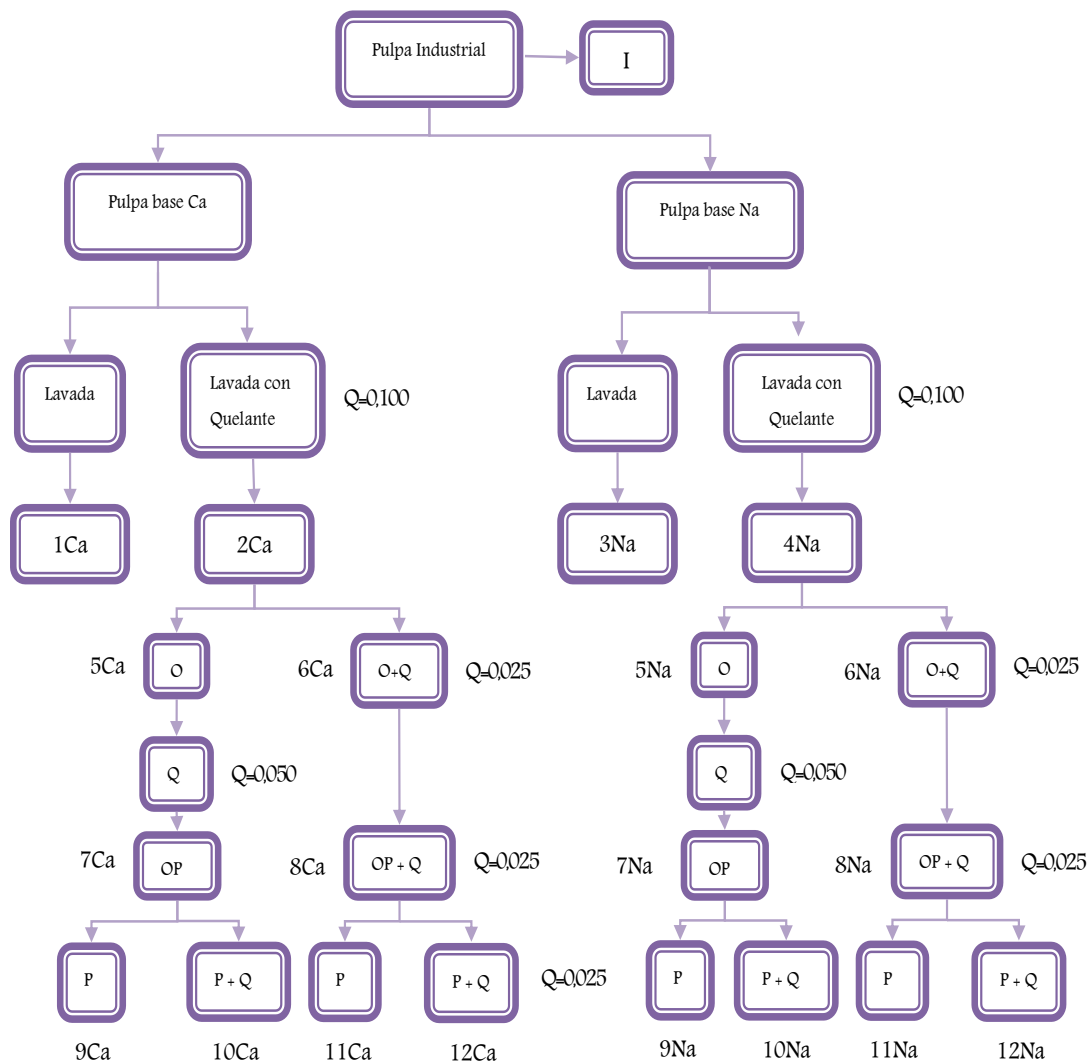 Pulpa Industrial
I
Pulpa base Ca
Pulpa base Na
Lavada
Lavada con
Quelante
Q=0,100
Lavada
Lavada con
Quelante
Q=0,100
1Ca
2Ca
3Na
4Na
5Ca
O
6Ca
O+Q
Q=0,025
5Na
O
6Na
O+Q
Q=0,025
Q
Q=0,050
Q
Q=0,050
7Ca
OP
8Ca
OP + Q
Q=0,025
7Na
OP
8Na
OP + Q
Q=0,025
P
P + Q
P
P + Q
Q=0,025
P
P + Q
P
P + Q
9Ca
10Ca
11Ca
12Ca
9Na
10Na
11Na
12Na